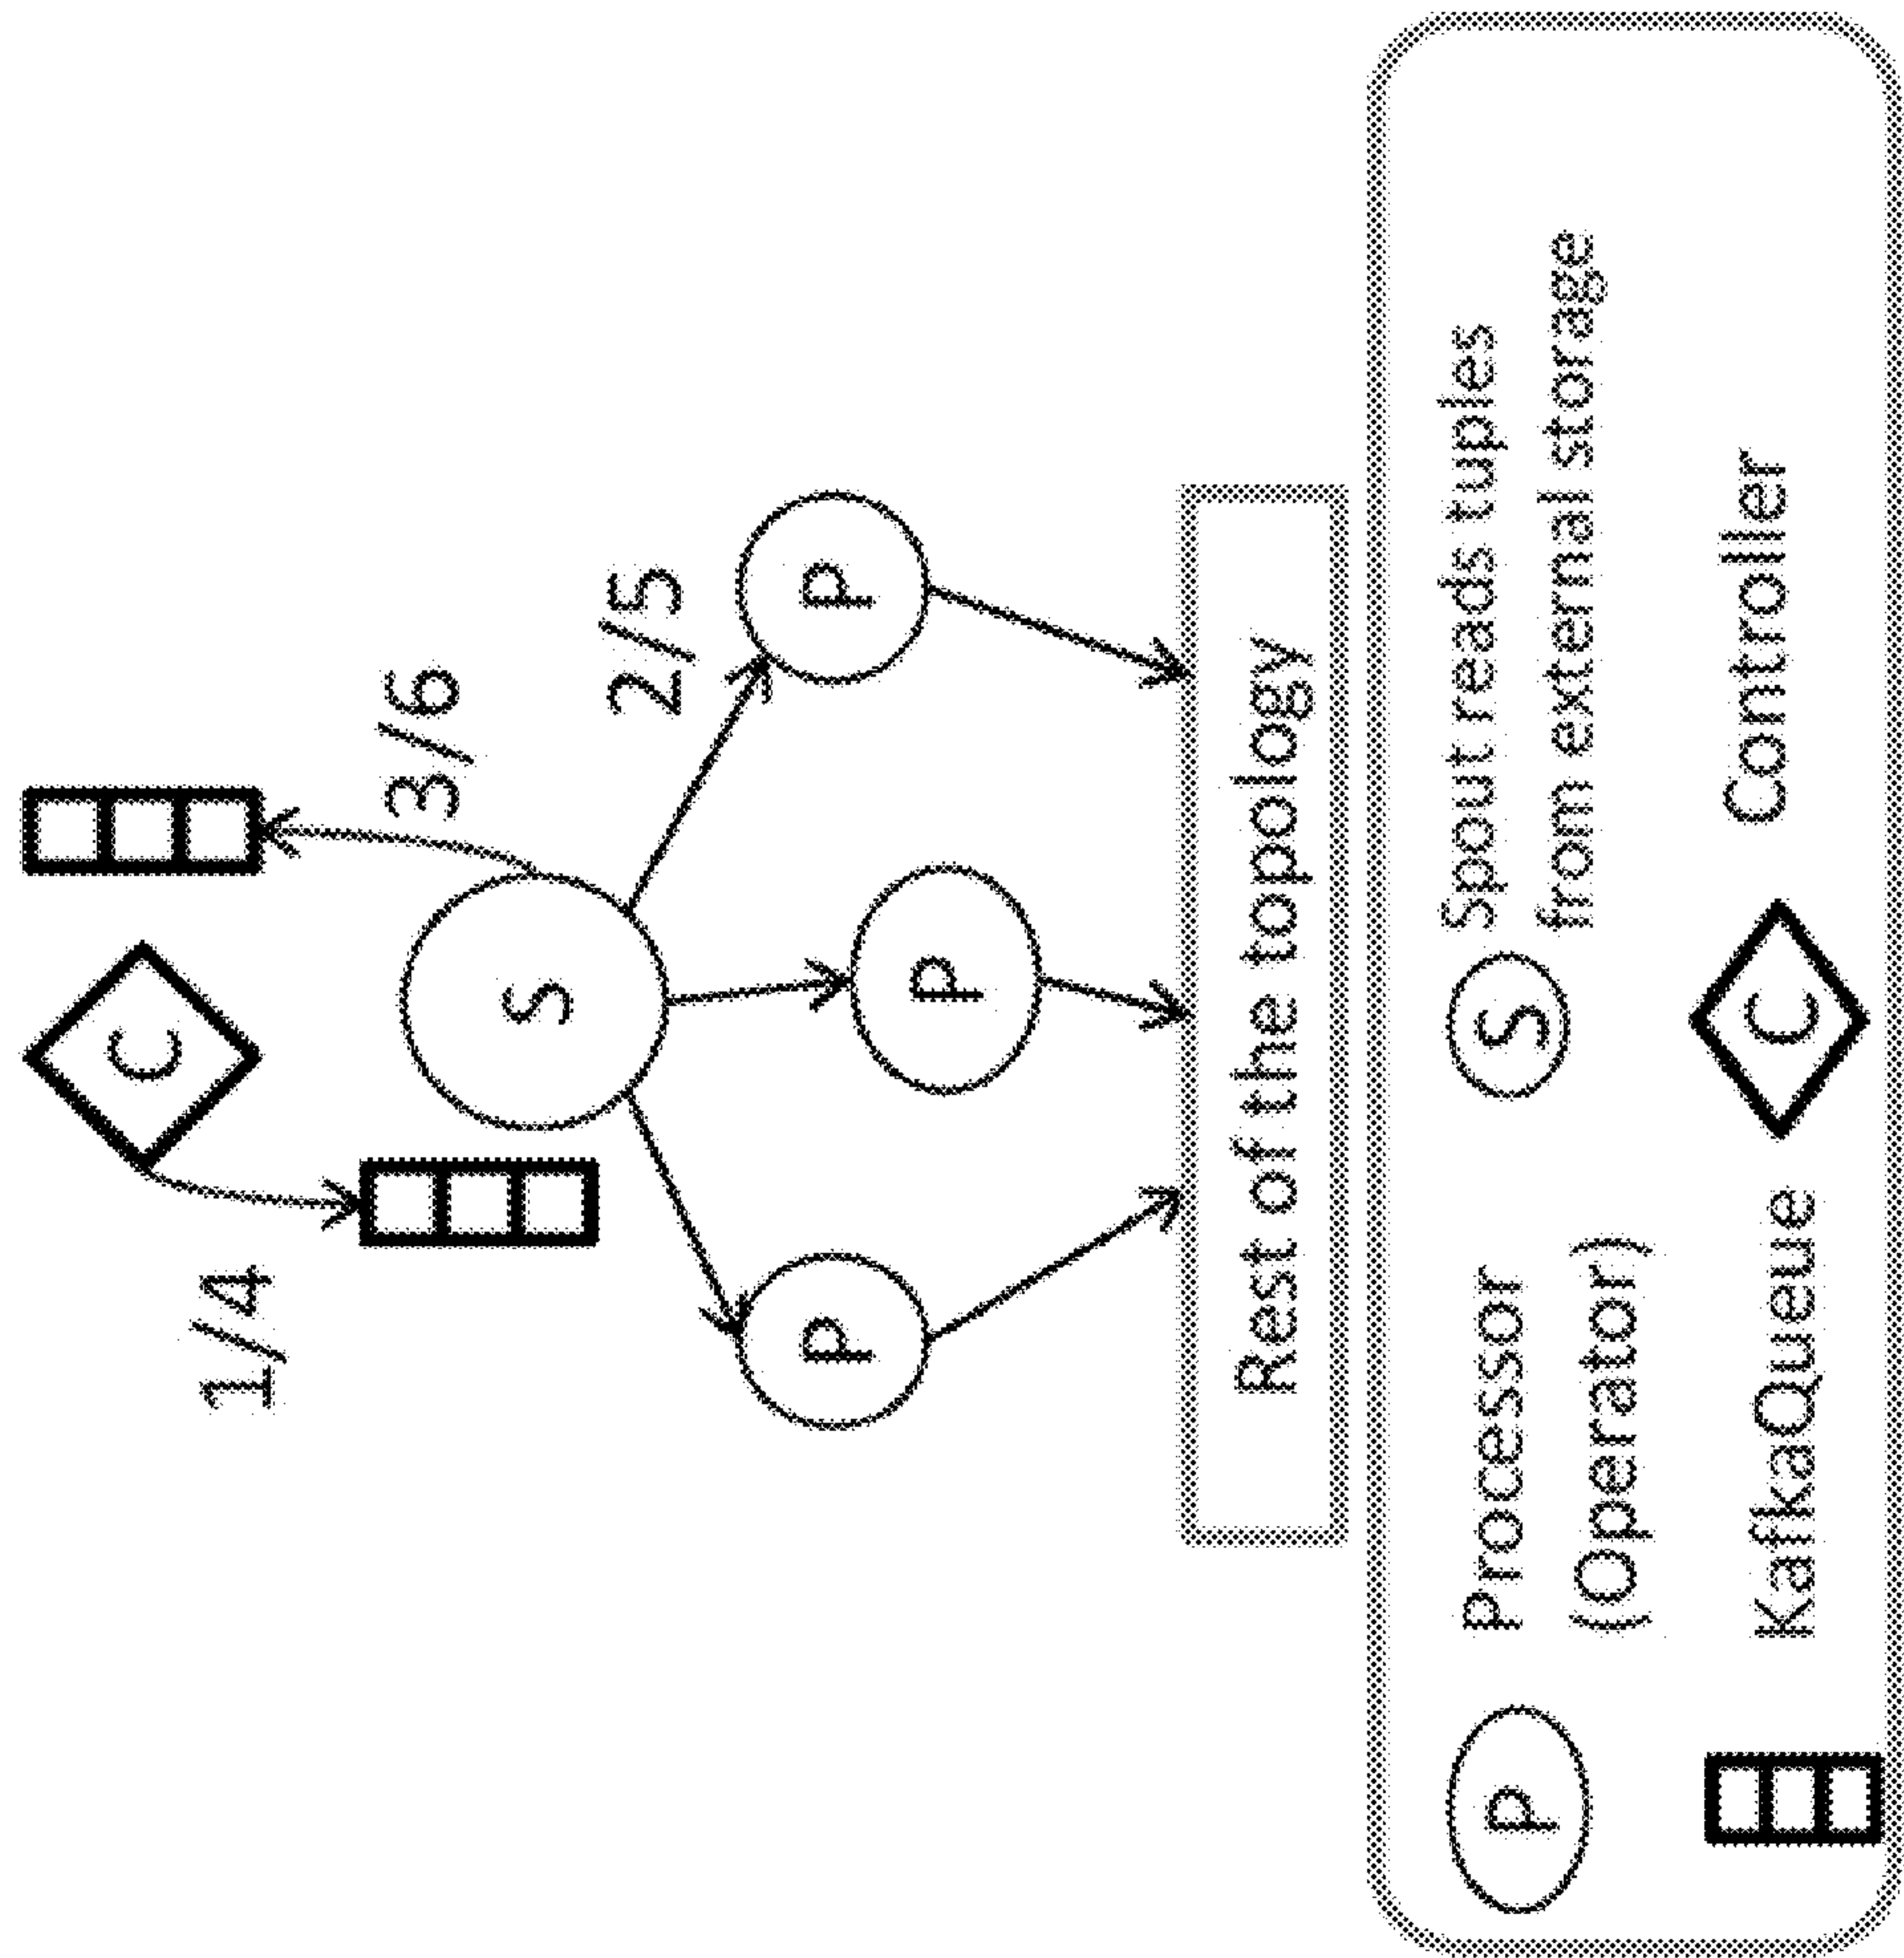 C
1/4
3/6
S
2/5
P
P
P
Rest of the topology
P
Processor
(Operator)
S
Spout reads tuples
from external storage
KafkaQueue
C
Controller